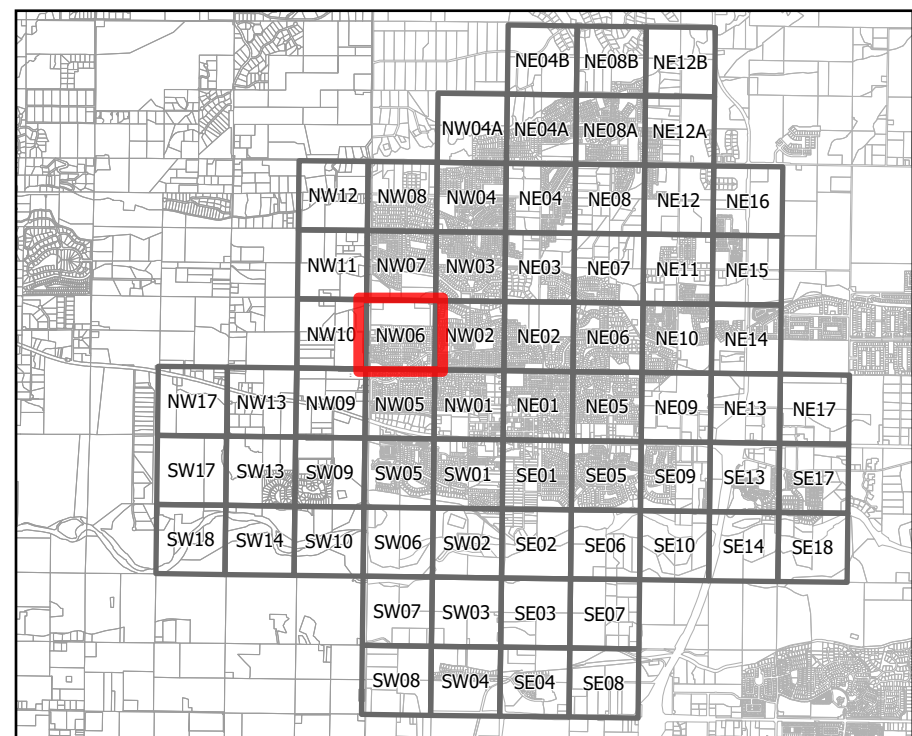 NE04B NE08B NE12B
NW04A NE04A NE08A NE12A
NW12 NW08 NW04 NE04 NE08 NE12 NE16
NW11 NW07 NW03 NE03 NE07 NE11 NE15
NW10 NW06 NW02 NE02 NE06 NE10 NE14
NW17 NW13 NW09 NW05 NW01 NE01 NE05 NE09 NE13 NE17
SW17 SW13 SW09 SW05 SW01 SE01 SE05 SE09 SE13 SE17
SW18 SW14 SW10 SW06 SW02 SE02 SE06 SE10 SE14 SE18
SW07 SW03 SE03 SE07
SW08 SW04 SE04 SE08